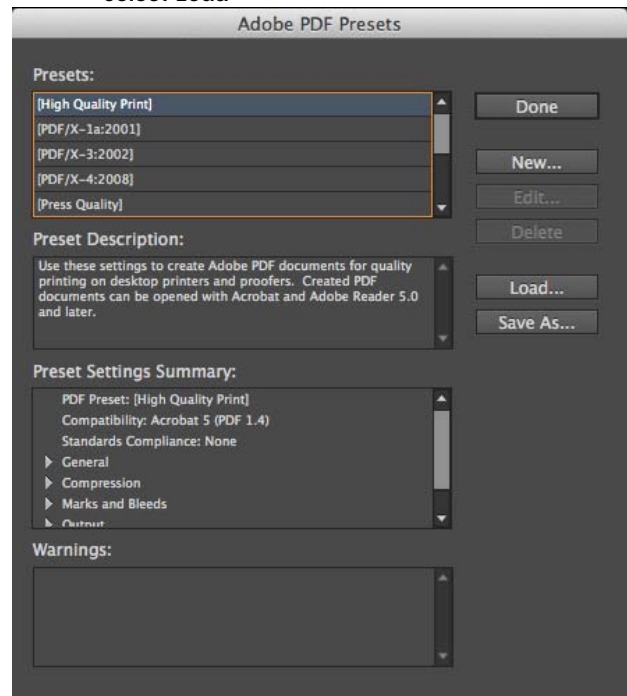 Adobe PDF Presets
Presets:
[High Quality Print]
[PDF/X-1a:2001]
[PDF/X-3:2002]
[PDF/X-4:2008]
[Press Quality]
Done
New...
Edit...
Delete
Load...
Save As...
Preset Description:
Use these settings to create Adobe PDF documents for quality
printing on desktop printers and proofers. Created PDF
documents can be opened with Acrobat and Adobe Reader 5.0
and later.
Preset Settings Summary:
PDF Preset: [High Quality Print]
Compatibility: Acrobat 5 (PDF 1.4)
Standards Compliance: None
General
Compression
Marks and Bleeds
Output
Warnings: